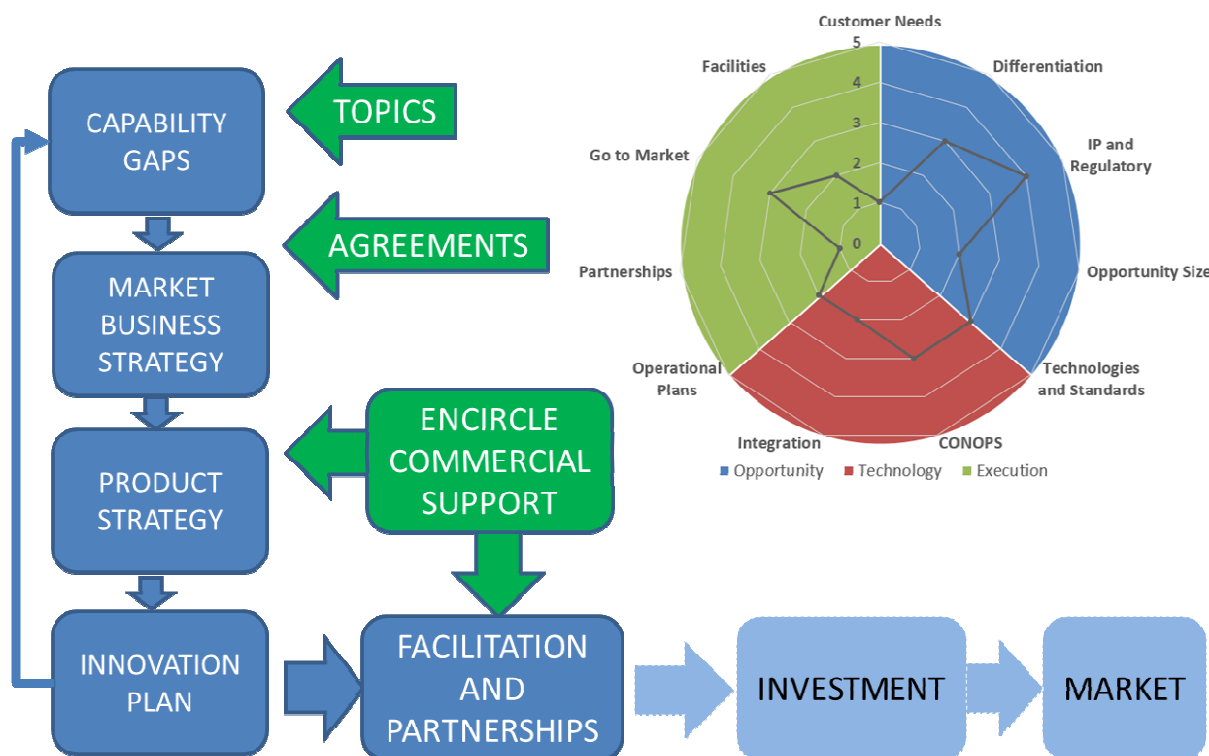 CAPABILITY
GAPS
TOPICS
AGREEMENTS
MARKET
BUSINESS
STRATEGY
PRODUCT
STRATEGY
ENCIRCLE
COMMERCIAL
SUPPORT
INNOVATION
PLAN
FACILITATION
AND
PARTNERSHIPS
INVESTMENT
MARKET
Customer Needs
Differentiation
IP and
Regulatory
Opportunity Size
Technologies
and Standards
CONOPS
Integration
Operational
Plans
Partnerships
Go to Market
Facilities
5
4
3
2
1
0
Opportunity
Technology
Execution